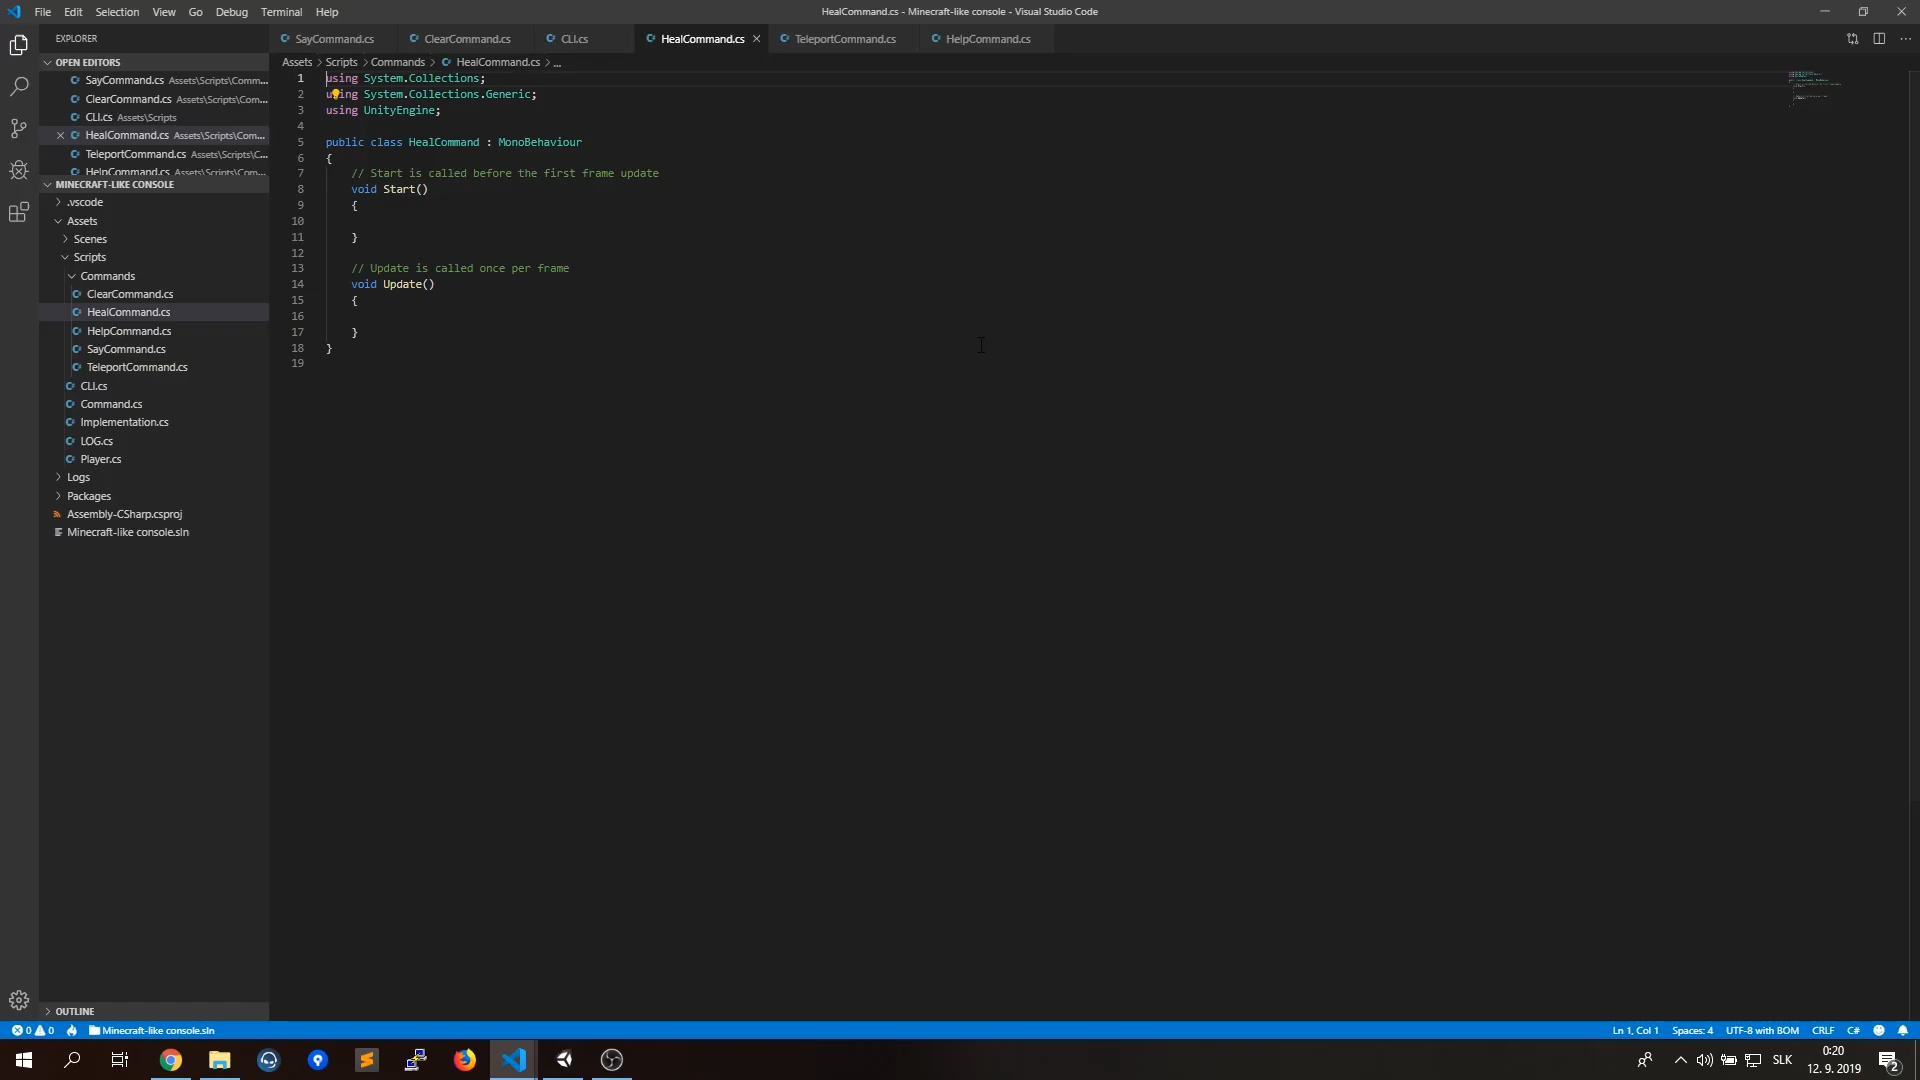 File Edit Selection View Go Debug Terminal Help
HealCommand.cs - Minecraft-like console - Visual Studio Code
EXPLORER
SayCommand.cs
ClearCommand.cs
CLI.cs
HealCommand.cs
TeleportCommand.cs
HelpCommand.cs
OPEN EDITORS
SayCommand.cs Assets\Scripts\Comm...
ClearCommand.cs Assets\Scripts\Com...
CLI.cs Assets\Scripts
HealCommand.cs Assets\Scripts\Com...
TeleportCommand.cs Assets\Scripts\C...
HelpCommand.cs Assets\Scripts\Com...
MINECRAFT-LIKE CONSOLE
.vscode
Assets
Scenes
Scripts
Commands
ClearCommand.cs
HealCommand.cs
HelpCommand.cs
SayCommand.cs
TeleportCommand.cs
CLI.cs
Command.cs
Implementation.cs
LOG.cs
Player.cs
Logs
Packages
Assembly-CSharp.csproj
Minecraft-like console.sln
OUTLINE
Assets > Scripts > Commands > HealCommand.cs > ...
1 using System.Collections;
2 using System.Collections.Generic;
3 using UnityEngine;
4
5 public class HealCommand : MonoBehaviour
6 {
7 // Start is called before the first frame update
8 void Start()
9 {
10
11 }
12
13 // Update is called once per frame
14 void Update()
15 {
16
17 }
18 }
19
0 0 Minecraft-like console.sln
Ln 1, Col 1 Spaces: 4 UTF-8 with BOM CRLF C#
SLK
0:20
12. 9. 2019
2